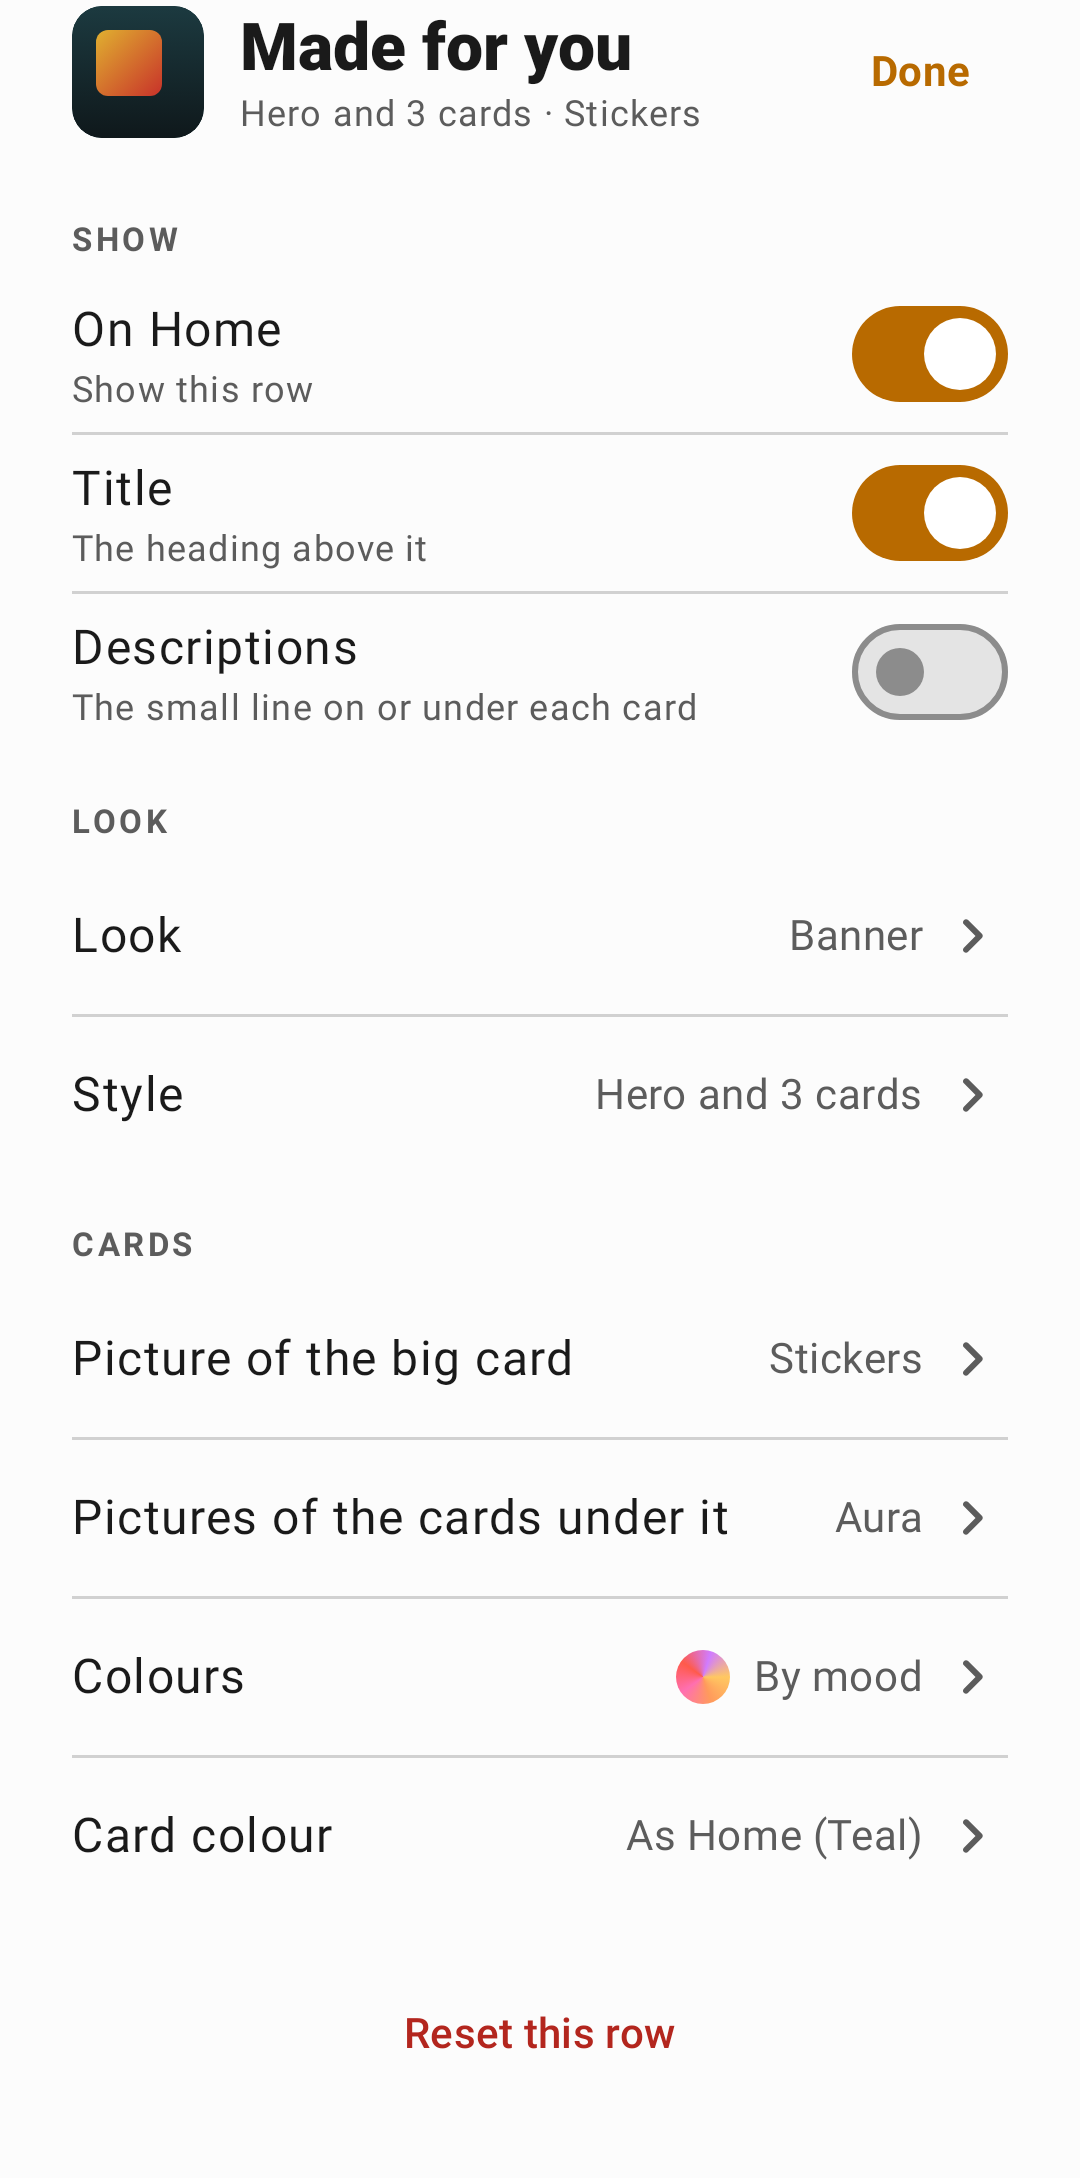 Made for you
Hero and 3 cards · Stickers
Done
SHOW
On Home
Show this row
Title
The heading above it
Descriptions
The small line on or under each card
LOOK
Look
Banner
Style
Hero and 3 cards
CARDS
Picture of the big card
Stickers
Pictures of the cards under it
Aura
Colours
By mood
Card colour
As Home (Teal)
Reset this row